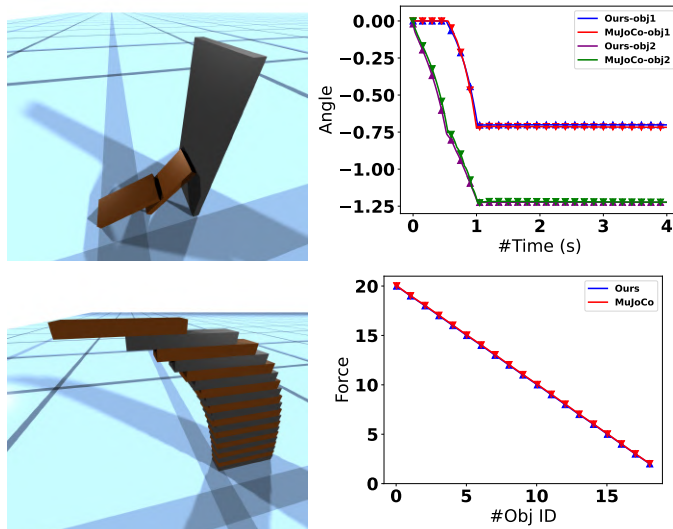 Ours-obj1
MuJoCo-obj1
Ours-obj2
MuJoCo-obj2
0.00
−0.25
−0.50
−0.75
−1.00
−1.25
Angle
0 1 2 3 4
#Time (s)
Ours
MuJoCo
20
15
10
5
0
Force
0 5 10 15
#Obj ID